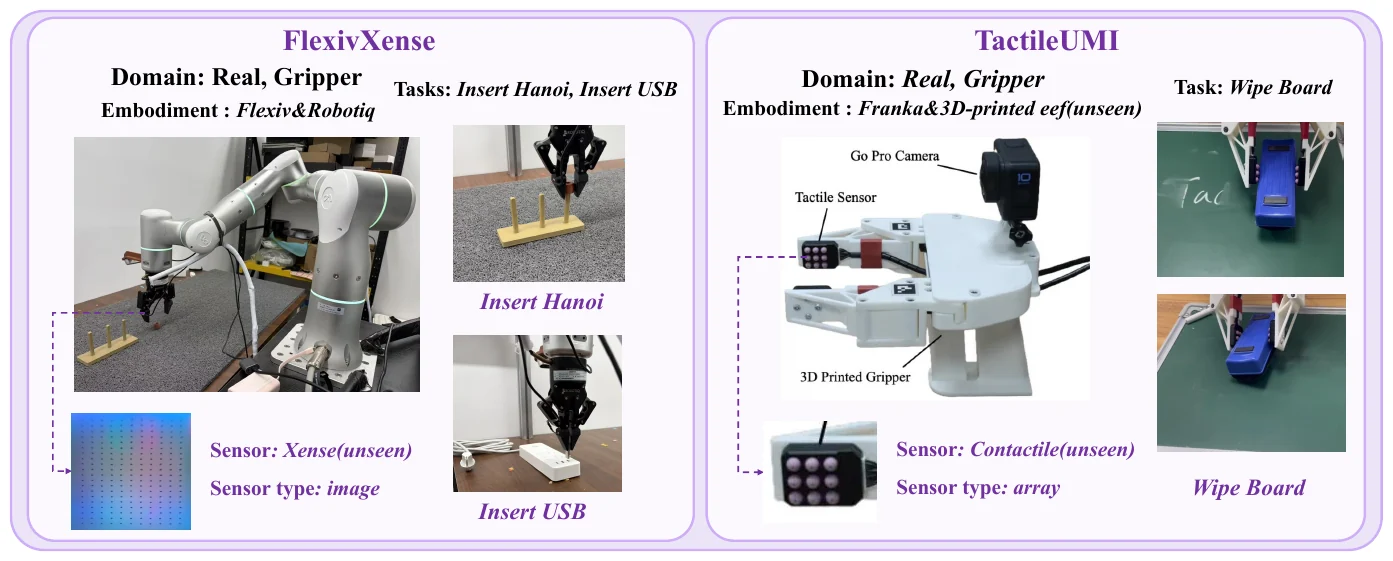 FlexivXense
Domain: Real, Gripper
Embodiment : Flexiv&Robotiq
Tasks: Insert Hanoi, Insert USB
Insert Hanoi
Insert USB
Sensor: Xense(unseen)
Sensor type: image
TactileUMI
Domain: Real, Gripper
Embodiment : Franka&3D-printed eef(unseen)
Task: Wipe Board
Go Pro Camera
10
Tactile Sensor
3D Printed Gripper
Tac
Sensor: Contactile(unseen)
Sensor type: array
Wipe Board